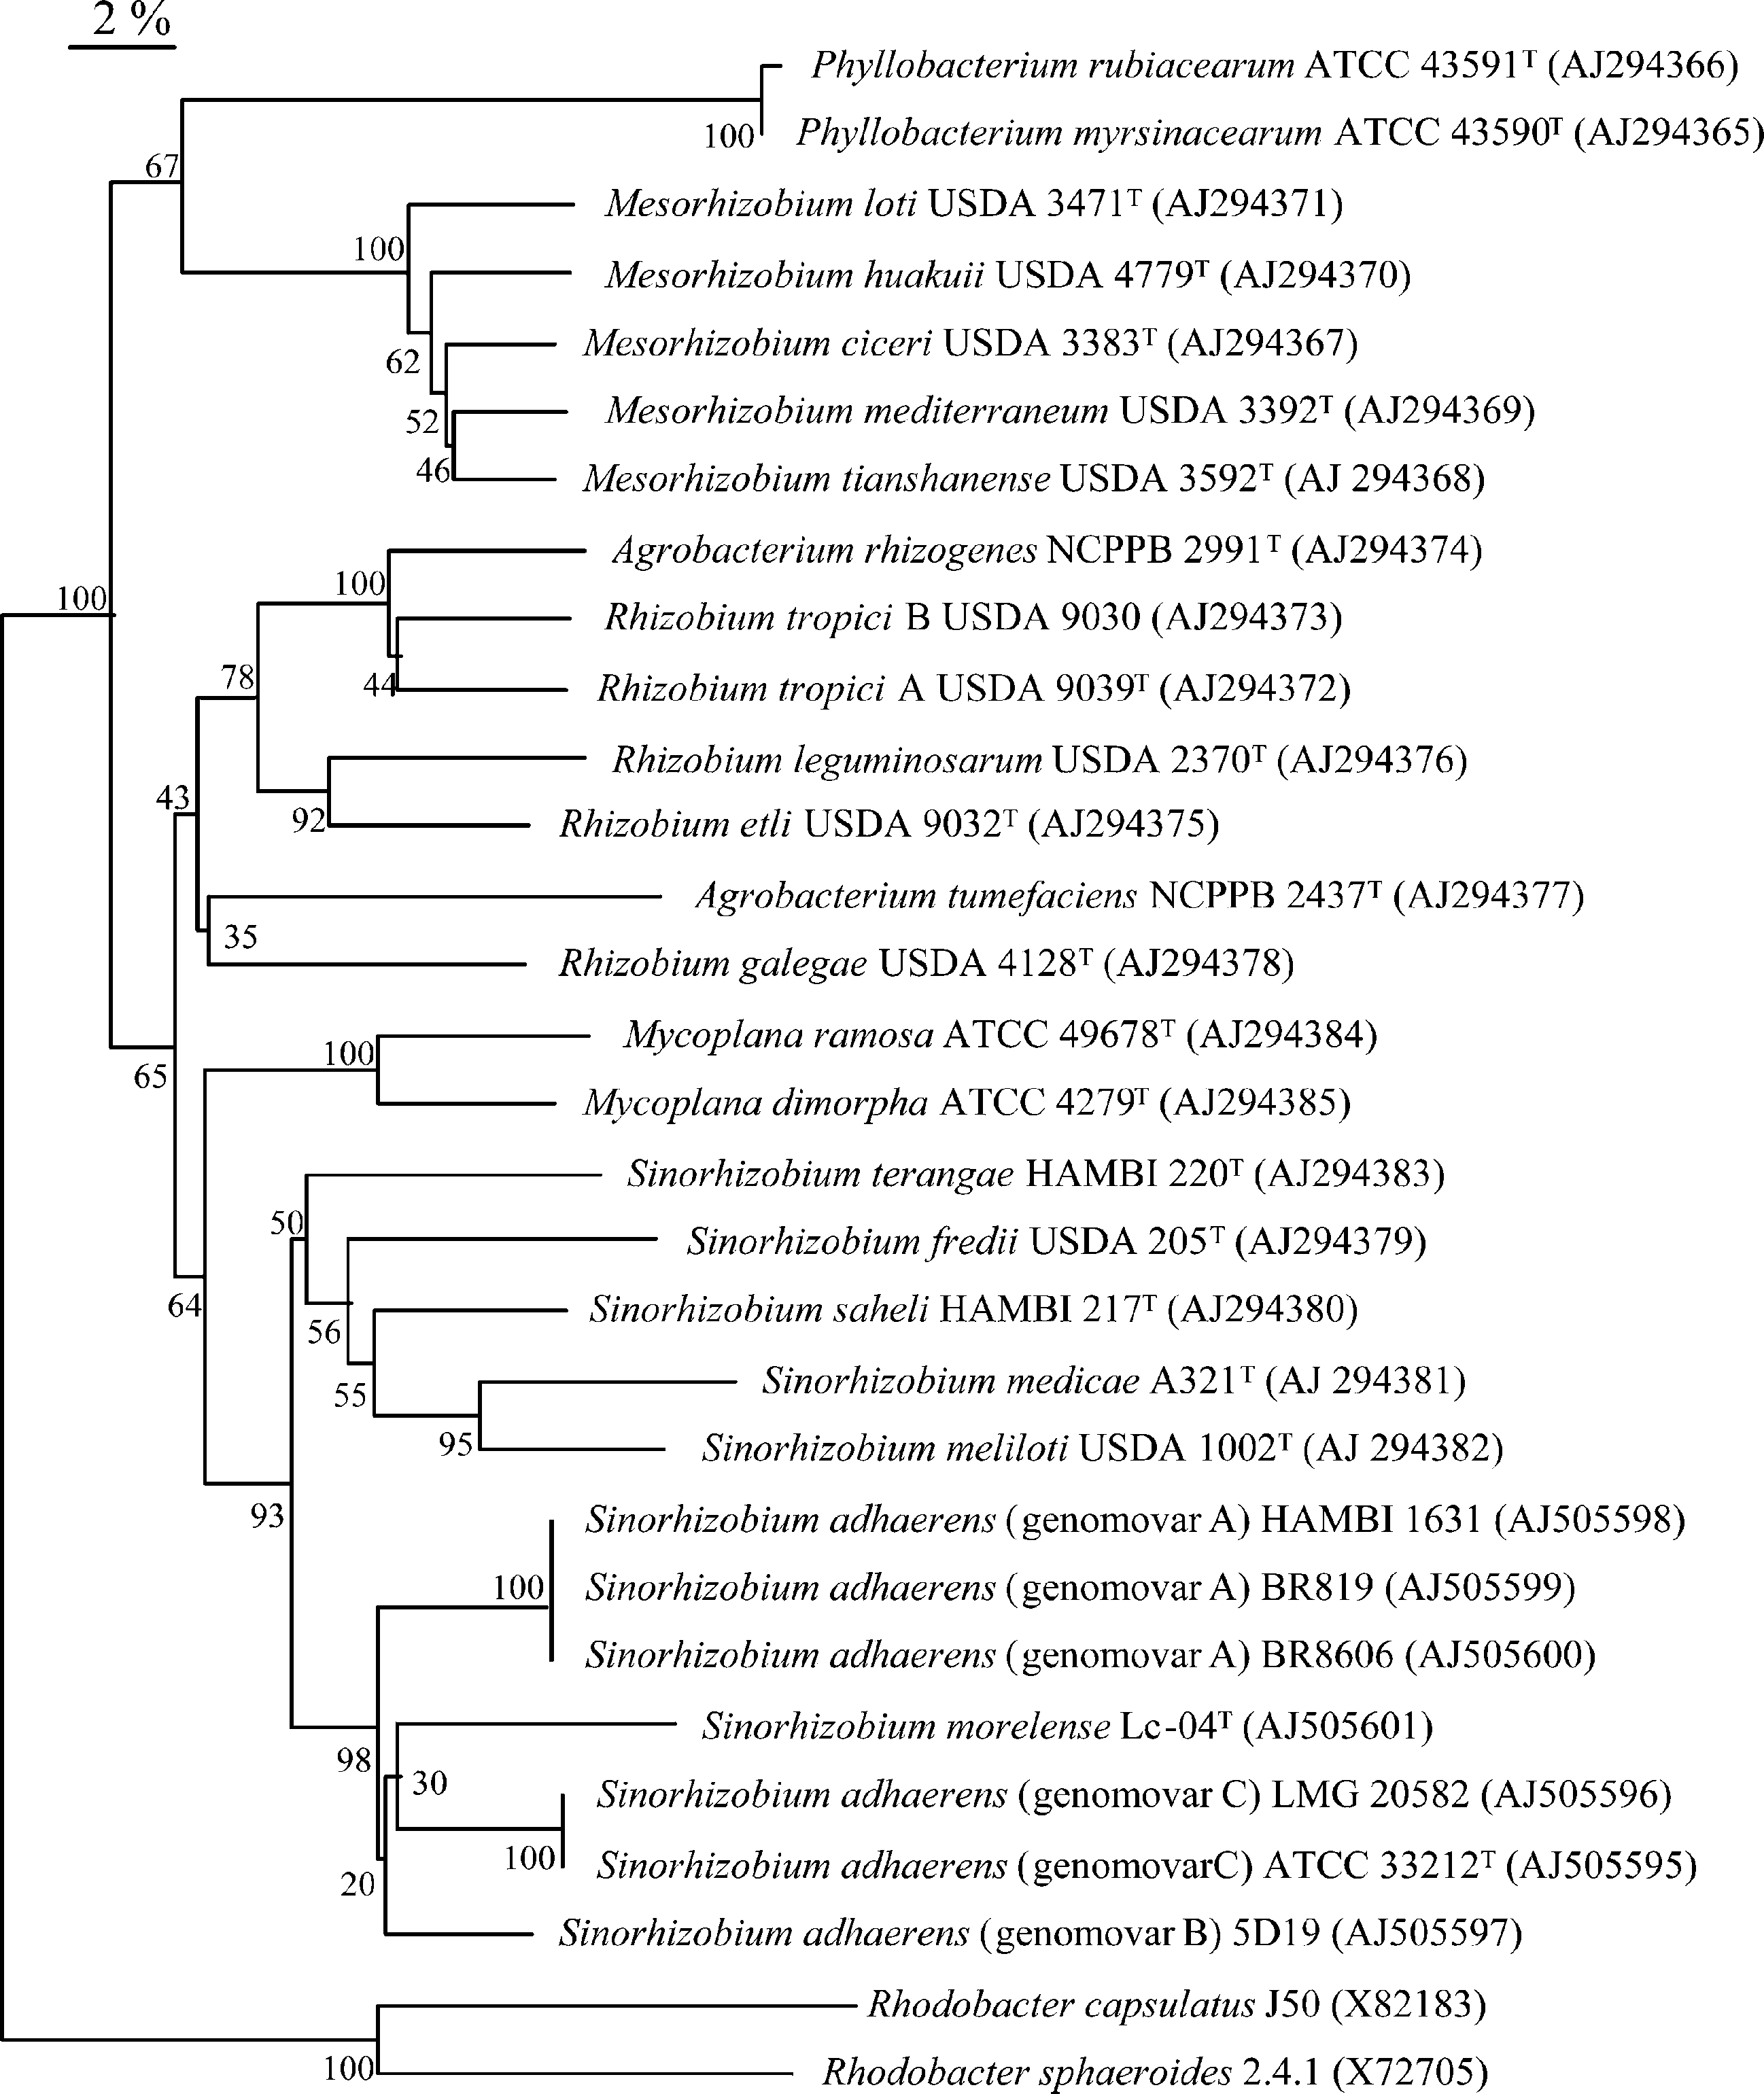 2 %
Phyllobacterium rubiacearum ATCC 43591ᵀ (AJ294366)
100
Phyllobacterium myrsinacearum ATCC 43590ᵀ (AJ294365)
67
Mesorhizobium loti USDA 3471ᵀ (AJ294371)
100
Mesorhizobium huakuii USDA 4779ᵀ (AJ294370)
Mesorhizobium ciceri USDA 3383ᵀ (AJ294367)
62
Mesorhizobium mediterraneum USDA 3392ᵀ (AJ294369)
52
46
Mesorhizobium tianshanense USDA 3592ᵀ (AJ 294368)
Agrobacterium rhizogenes NCPPB 2991ᵀ (AJ294374)
100
100
Rhizobium tropici B USDA 9030 (AJ294373)
78
44
Rhizobium tropici A USDA 9039ᵀ (AJ294372)
Rhizobium leguminosarum USDA 2370ᵀ (AJ294376)
43
92
Rhizobium etli USDA 9032ᵀ (AJ294375)
Agrobacterium tumefaciens NCPPB 2437ᵀ (AJ294377)
35
Rhizobium galegae USDA 4128ᵀ (AJ294378)
Mycoplana ramosa ATCC 49678ᵀ (AJ294384)
100
65
Mycoplana dimorpha ATCC 4279ᵀ (AJ294385)
Sinorhizobium terangae HAMBI 220ᵀ (AJ294383)
50
Sinorhizobium fredii USDA 205ᵀ (AJ294379)
64
Sinorhizobium saheli HAMBI 217ᵀ (AJ294380)
56
Sinorhizobium medicae A321ᵀ (AJ 294381)
55
95
Sinorhizobium meliloti USDA 1002ᵀ (AJ 294382)
93
Sinorhizobium adhaerens (genomovar A) HAMBI 1631 (AJ505598)
100
Sinorhizobium adhaerens (genomovar A) BR819 (AJ505599)
Sinorhizobium adhaerens (genomovar A) BR8606 (AJ505600)
Sinorhizobium morelense Lc-04ᵀ (AJ505601)
98
30
Sinorhizobium adhaerens (genomovar C) LMG 20582 (AJ505596)
100
Sinorhizobium adhaerens (genomovarC) ATCC 33212ᵀ (AJ505595)
20
Sinorhizobium adhaerens (genomovar B) 5D19 (AJ505597)
Rhodobacter capsulatus J50 (X82183)
100
Rhodobacter sphaeroides 2.4.1 (X72705)